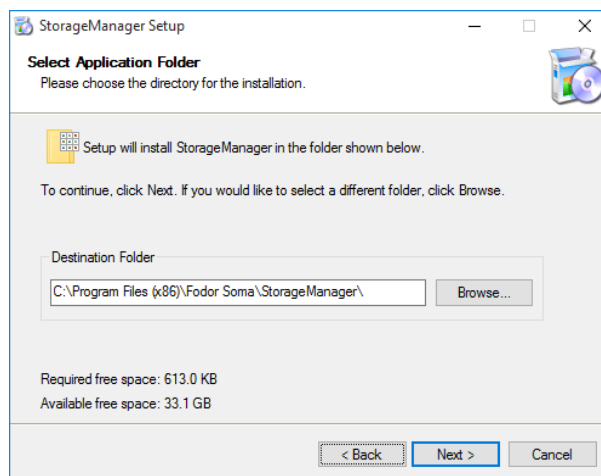 StorageManager Setup
Select Application Folder
Please choose the directory for the installation.
Setup will install StorageManager in the folder shown below.
To continue, click Next. If you would like to select a different folder, click Browse.
Destination Folder
C:\Program Files (x86)\Fodor Soma\StorageManager\
Browse...
Required free space: 613.0 KB
Available free space: 33.1 GB
< Back
Next >
Cancel